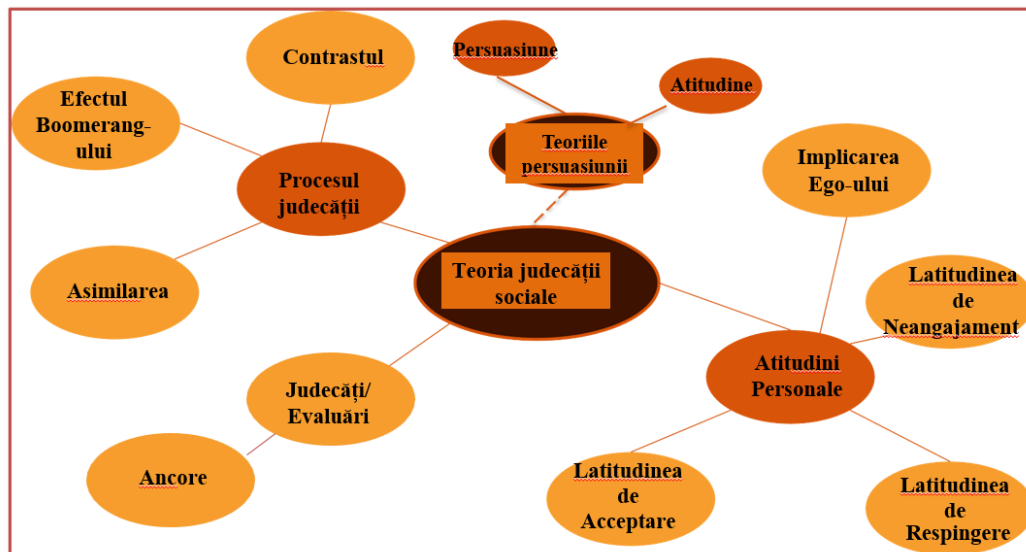 Persuasiune
Contrastul
Atitudine
Efectul
Boomerang-
ului
Teoriile
persuasiunii
Implicarea
Ego-ului
Procesul
judecății
Teoria judecății
sociale
Asimilarea
Latitudinea
de
Neangajament
Atitudini
Personale
Judecăți/
Evaluări
Ancore
Latitudinea
de
Acceptare
Latitudinea
de
Respingere